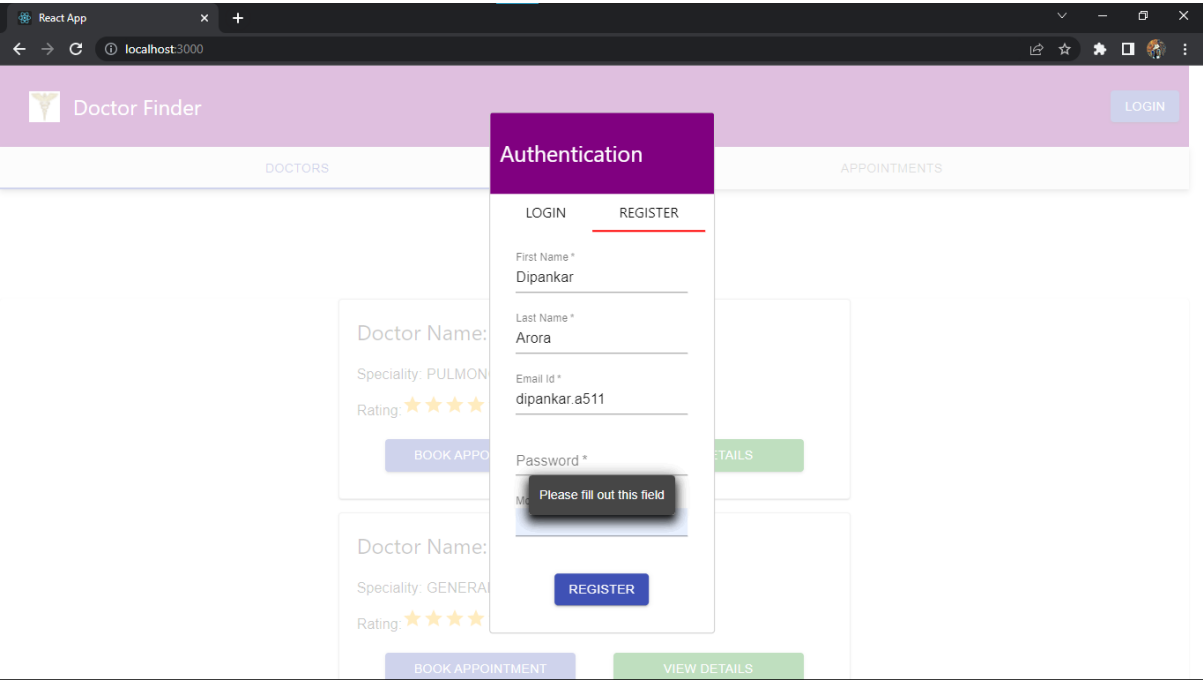 React App
localhost:3000
Doctor Finder
LOGIN
DOCTORS
APPOINTMENTS
Authentication
LOGIN
REGISTER
First Name *
Dipankar
Last Name *
Arora
Email Id *
dipankar.a511
Password *
Please fill out this field
REGISTER
Doctor Name:
Speciality: PULMON
Rating:
BOOK APPO
TAILS
Doctor Name:
Speciality: GENERA
Rating:
BOOK APPOINTMENT
VIEW DETAILS